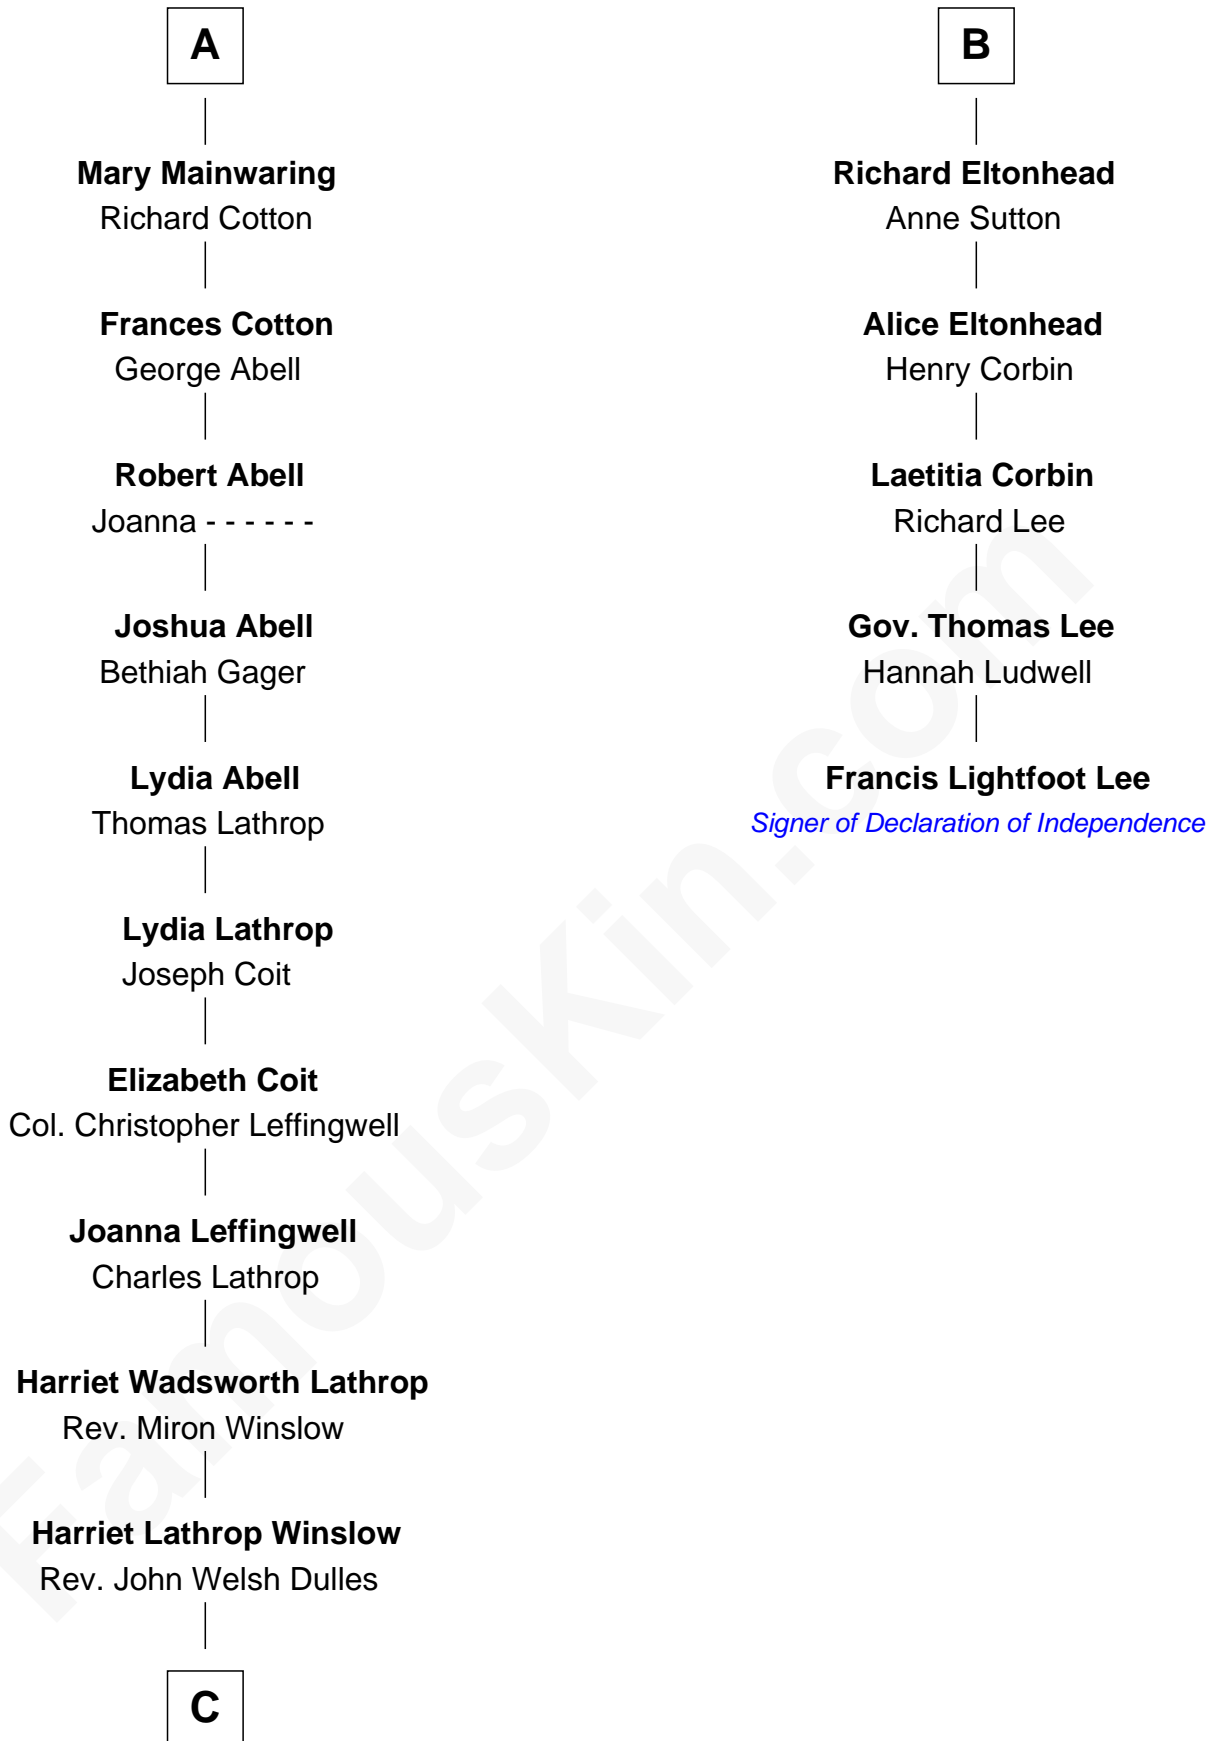 A
Mary Mainwaring
Richard Cotton
Frances Cotton
George Abell
Robert Abell
Joanna - - - - - -
Joshua Abell
Bethiah Gager
Lydia Abell
Thomas Lathrop
Lydia Lathrop
Joseph Coit
Elizabeth Coit
Col. Christopher Leffingwell
Joanna Leffingwell
Charles Lathrop
Harriet Wadsworth Lathrop
Rev. Miron Winslow
Harriet Lathrop Winslow
Rev. John Welsh Dulles
C
B
Richard Eltonhead
Anne Sutton
Alice Eltonhead
Henry Corbin
Laetitia Corbin
Richard Lee
Gov. Thomas Lee
Hannah Ludwell
Francis Lightfoot Lee
Signer of Declaration of Independence
FamousKin.com